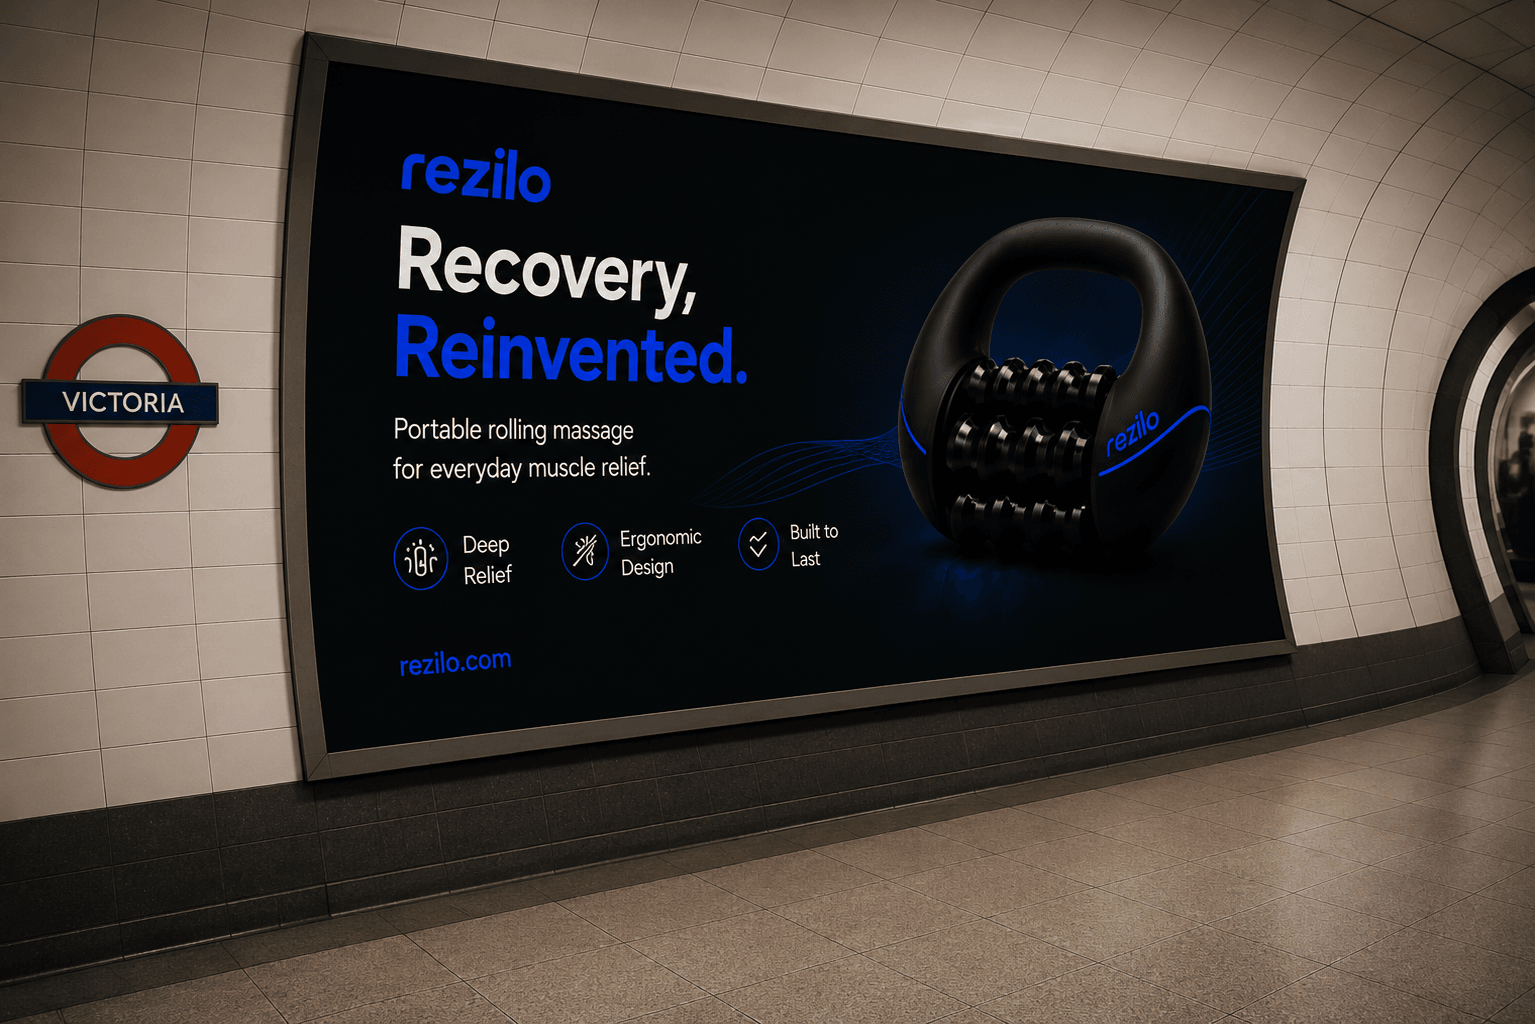 VICTORIA
rezilo
Recovery,
Reinvented.
Portable rolling massage
for everyday muscle relief.
Deep
Relief
Ergonomic
Design
Built to
Last
rezilo.com
rezilo